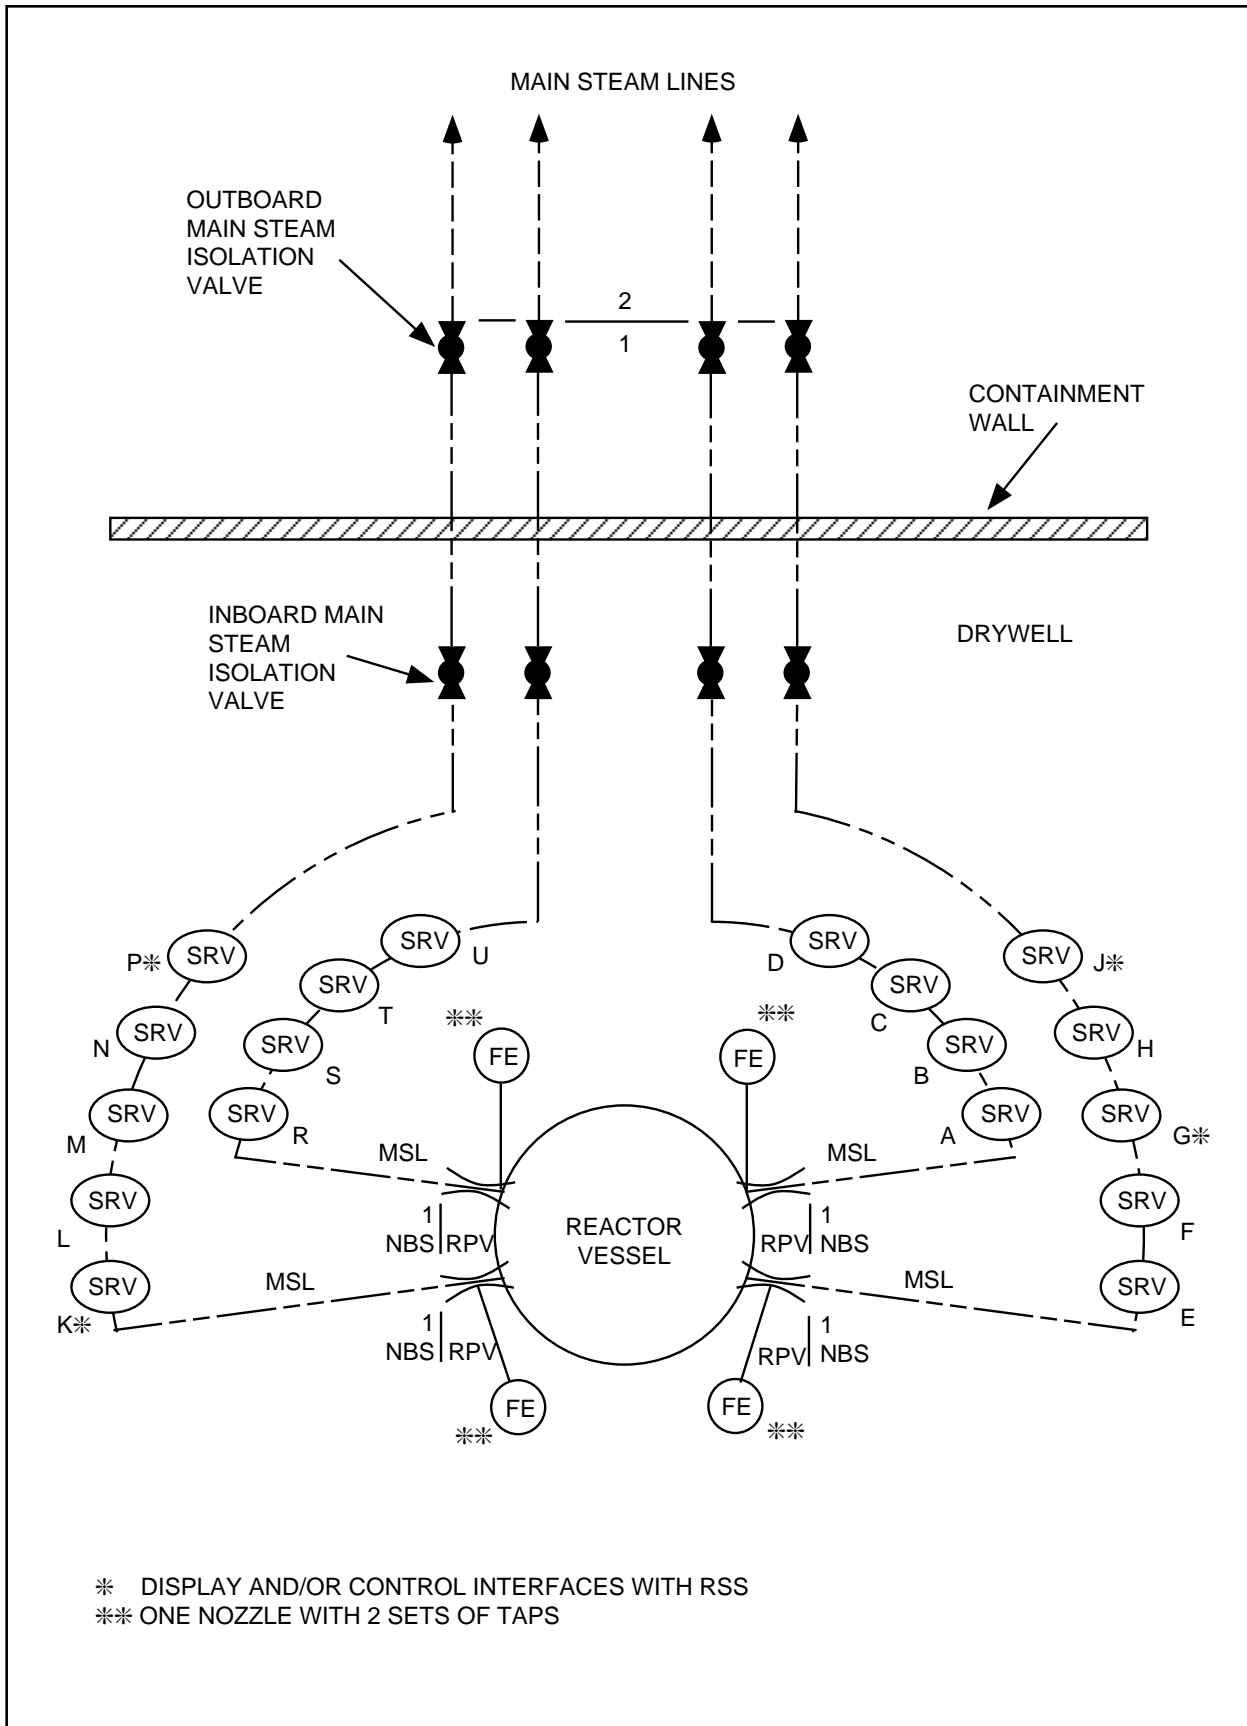 MAIN STEAM LINES
OUTBOARD
MAIN STEAM
ISOLATION
VALVE
2
1
CONTAINMENT
WALL
INBOARD MAIN
STEAM
ISOLATION
VALVE
DRYWELL
P❊ SRV
SRV U
D SRV
SRV J❊
SRV T
C SRV
N SRV
SRV S
❊❊ FE
❊❊ FE
B SRV
SRV H
M SRV
SRV R
A SRV
SRV G❊
MSL
MSL
L SRV
SRV F
1
NBS RPV
REACTOR
VESSEL
1
RPV NBS
K❊ SRV
MSL
MSL
SRV E
1
NBS RPV
1
RPV NBS
❊❊ FE
FE ❊❊
❊ DISPLAY AND/OR CONTROL INTERFACES WITH RSS
❊❊ ONE NOZZLE WITH 2 SETS OF TAPS